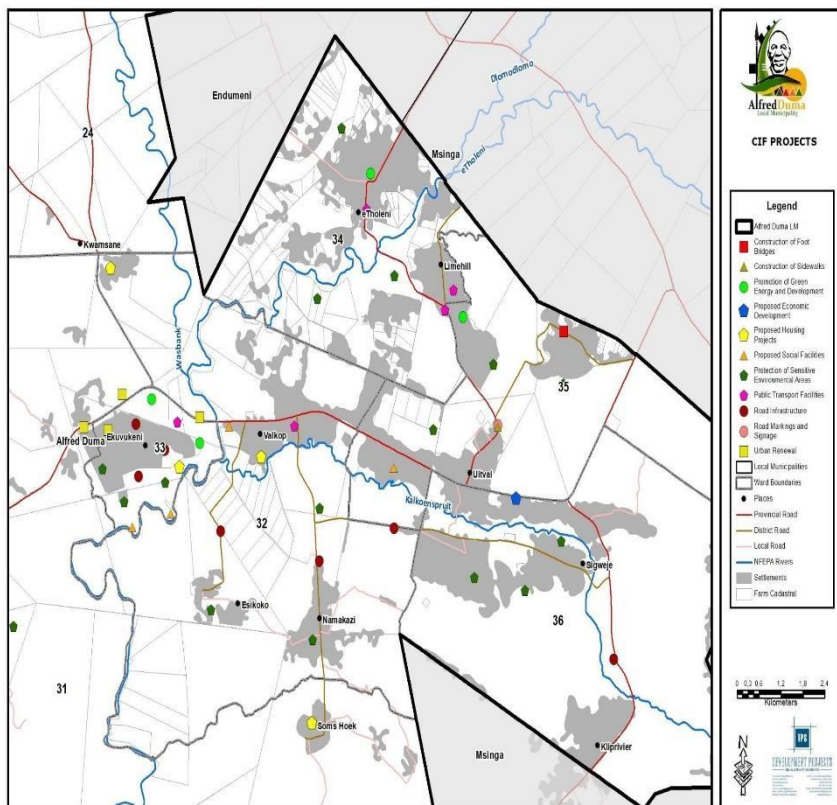 Endumeni
Dlomodlomo
24
Msinga
eTholeni
eTholeni
34
Kwamsane
Limehill
Wasbank
35
Alfred Duma
Ekuvukeni
33
Valkop
Uitval
Kalkoenspruit
32
Sigweje
Esikoko
Namakazi
36
31
Soms Hoek
Msinga
Kliprivier
Alfred Duma
Local Municipality
CIF PROJECTS
Legend
Alfred Duma LM
Construction of Foot
Bridges
Construction of Sidewalks
Promotion of Green
Energy and Development
Proposed Economic
Development
Proposed Housing
Projects
Proposed Social Facilities
Protection of Sensitive
Environmental Areas
Public Transport Facilities
Road Infrastructure
Road Markings and
Signage
Urban Renewal
Local Municipalities
Ward Boundaries
Places
Provincial Road
District Road
Local Road
NFEPA Rivers
Settlements
Farm Cadastral
0 0,3 0,6 1,2 1,8 2,4
Kilometers
N
DEVELOPMENT PROJECTS